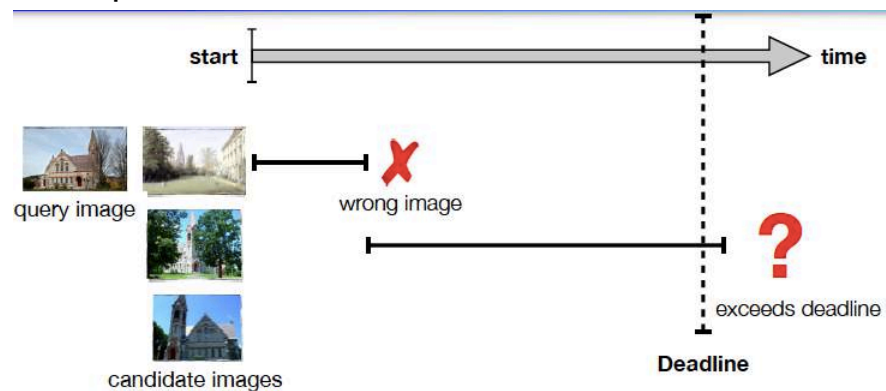 start
time
query image
wrong image
?
exceeds deadline
Deadline
candidate images